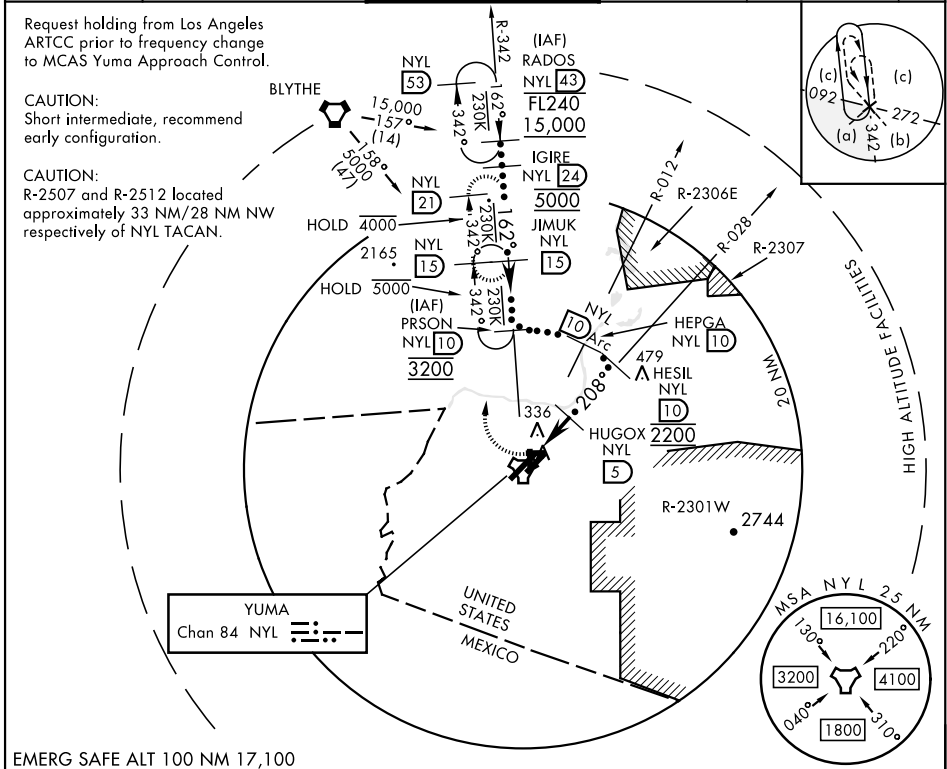 Request holding from Los Angeles
ARTCC prior to frequency change
to MCAS Yuma Approach Control.
CAUTION:
Short intermediate, recommend
early configuration.
CAUTION:
R-2507 and R-2512 located
approximately 33 NM/28 NM NW
respectively of NYL TACAN.
BLYTHE
15,000
157°
(14)
158°
5000
(47)
NYL
53
R-342
342°
230K
162°
(IAF)
RADOS
NYL 43
FL240
15,000
IGIRE
NYL 24
5000
NYL
21
HOLD 4000
342°
230K
162°
JIMUK
NYL
15
2165
NYL
15
HOLD 5000
342°
230K
(IAF)
PRSON
NYL 10
3200
NYL
10 Arc
HEPGA
NYL 10
R-012
R-2306E
R-028
R-2307
479
HESIL
NYL
10
2200
208°
336
HUGOX
NYL
5
20 NM
HIGH ALTITUDE FACILITIES
R-2301W
2744
YUMA
Chan 84 NYL
UNITED
STATES
MEXICO
(c)
(c)
092
272
(a)
342
(b)
MSA NYL 25 NM
16,100
130°
220°
3200
4100
040°
310°
1800
EMERG SAFE ALT 100 NM 17,100